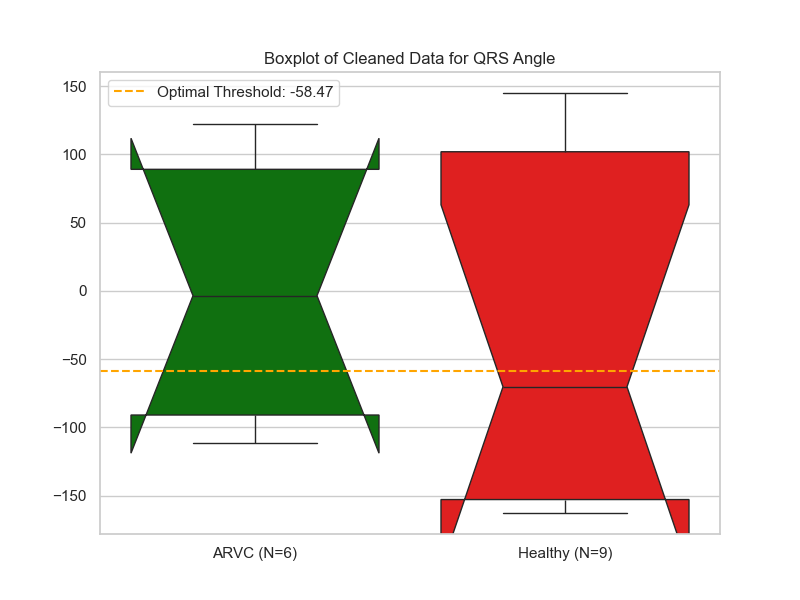 Boxplot of Cleaned Data for QRS Angle
Optimal Threshold: -58.47
150
100
50
0
−50
−100
−150
ARVC (N=6)
Healthy (N=9)